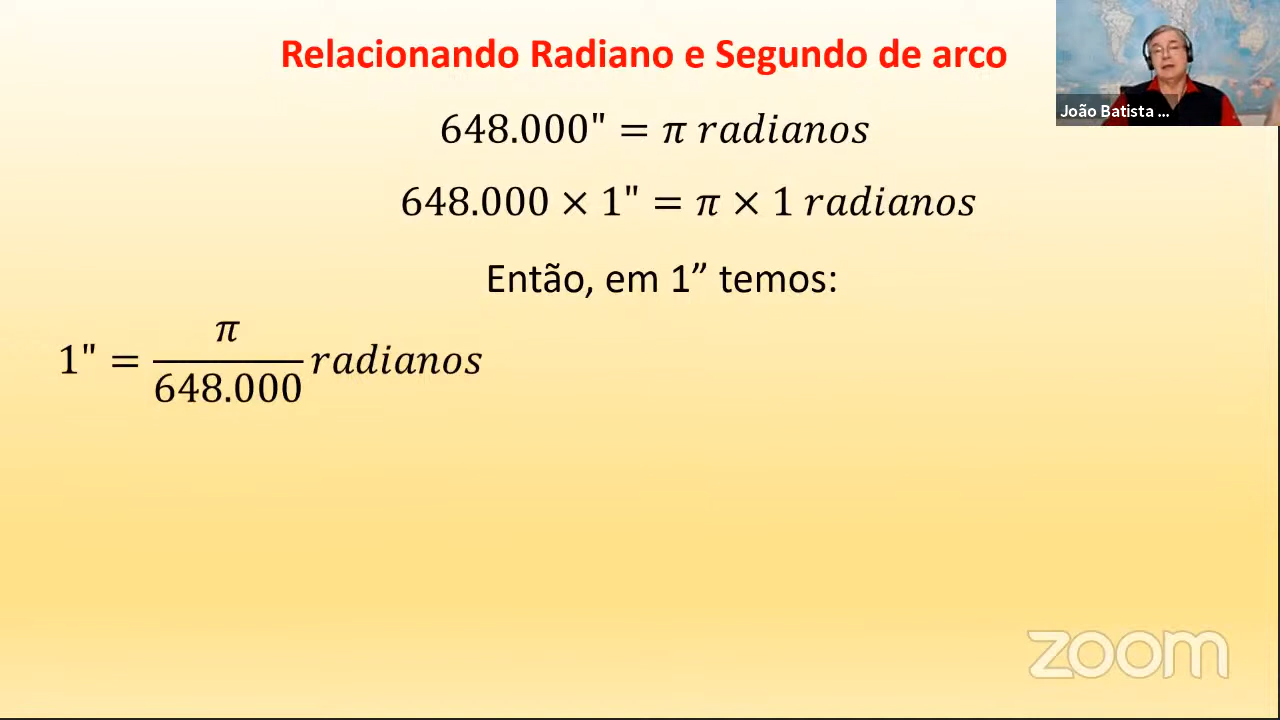 Relacionando Radiano e Segundo de arco
João Batista ...
648.000" = π radianos
648.000 × 1" = π × 1 radianos
Então, em 1” temos:
1" = π/648.000 radianos
zoom